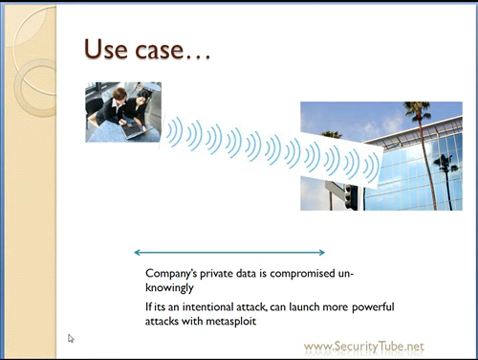 Use case…
Company's private data is compromised un-
knowingly
If its an intentional attack, can launch more powerful
attacks with metasploit
www.SecurityTube.net